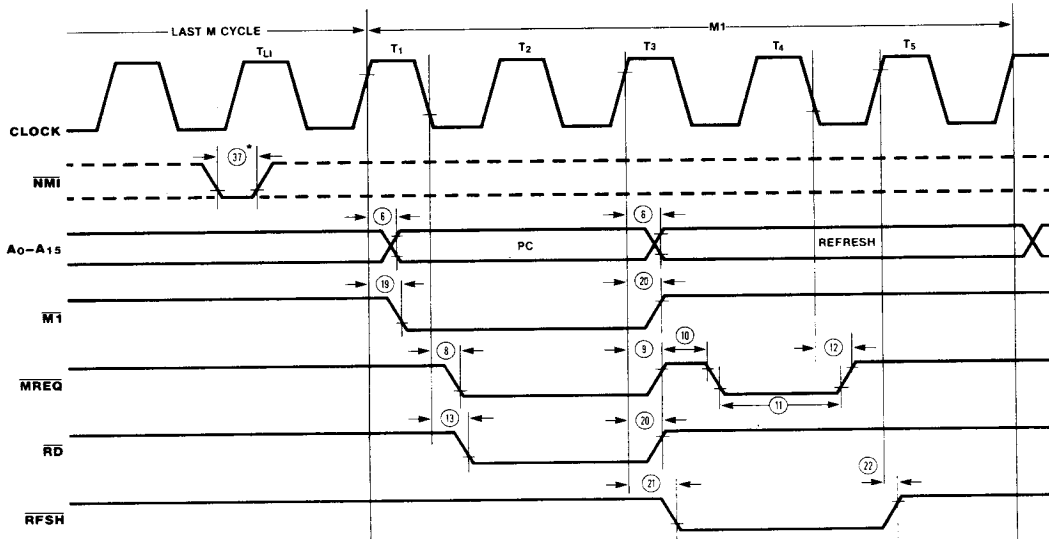 LAST M CYCLE M1
TLI T1 T2 T3 T4 T5
CLOCK
37*
NMI
6 6
A0–A15 PC REFRESH
19 20
M1
8 9 10 12
MREQ 11
13 20
RD
21 22
RFSH